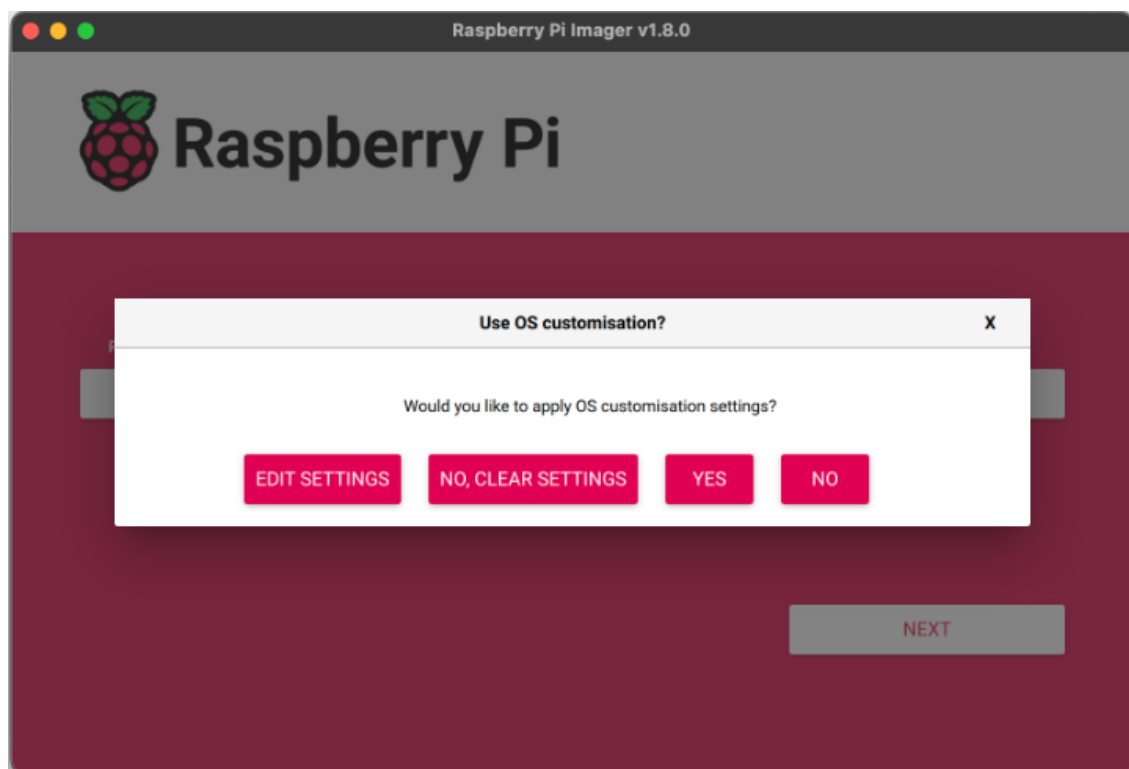 Raspberry Pi Imager v1.8.0
Raspberry Pi
Use OS customisation? X
Would you like to apply OS customisation settings?
EDIT SETTINGS NO, CLEAR SETTINGS YES NO
NEXT